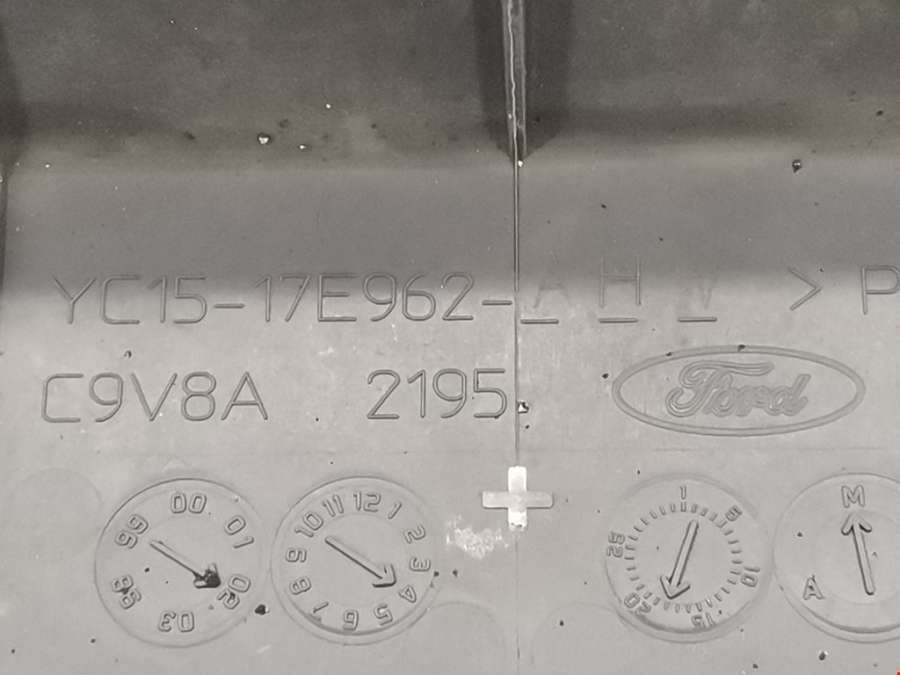 YC15-17E962-AHV >P
C9V8A 2195 Ford
00 01 02 03 98 99
12 1 2 3 4 5 6 7 8 9 10 11
1 5 10 15 20 25
M A